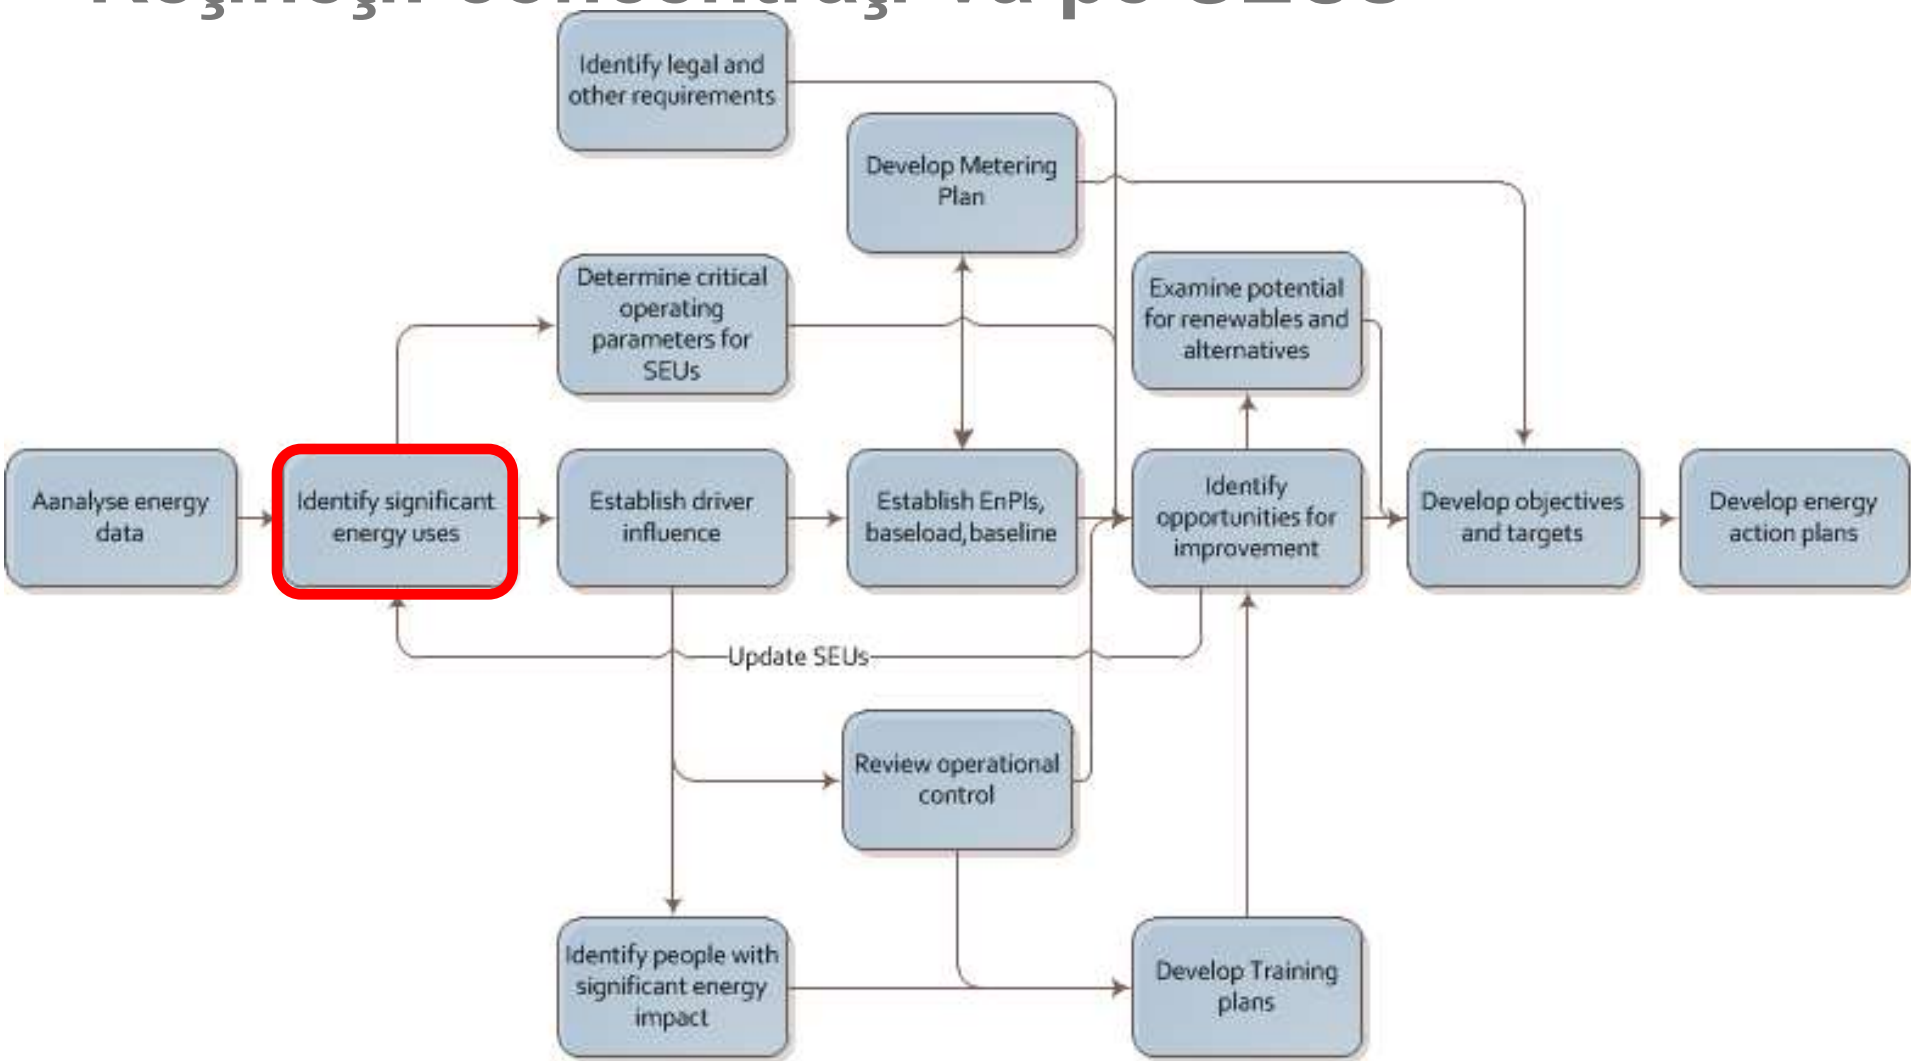 Identify legal and
other requirements
Develop Metering
Plan
Determine critical
operating
parameters for
SEUs
Examine potential
for renewables and
alternatives
Aanalyse energy
data
Identify significant
energy uses
Establish driver
influence
Establish EnPIs,
baseload, baseline
Identify
opportunities for
improvement
Develop objectives
and targets
Develop energy
action plans
Update SEUs
Review operational
control
Identify people with
significant energy
impact
Develop Training
plans